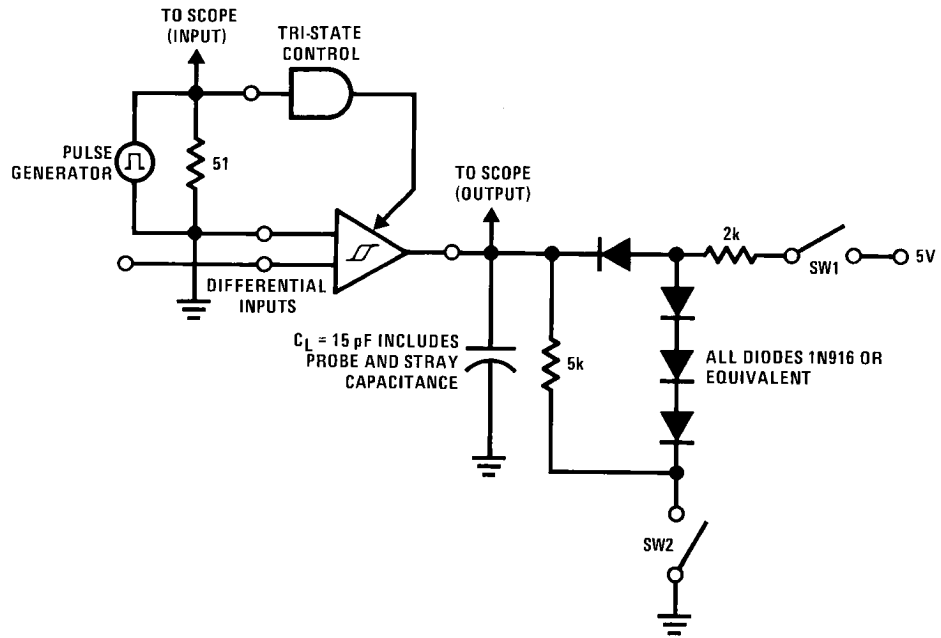 TO SCOPE
(INPUT)
TRI-STATE
CONTROL
PULSE
GENERATOR
51
TO SCOPE
(OUTPUT)
2k
SW1
5V
DIFFERENTIAL
INPUTS
C_L = 15 pF INCLUDES
PROBE AND STRAY
CAPACITANCE
5k
ALL DIODES 1N916 OR
EQUIVALENT
SW2